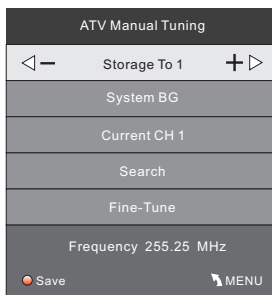 ATV Manual Tuning
Storage To 1
System BG
Current CH 1
Search
Fine-Tune
Frequency 255.25 MHz
Save MENU